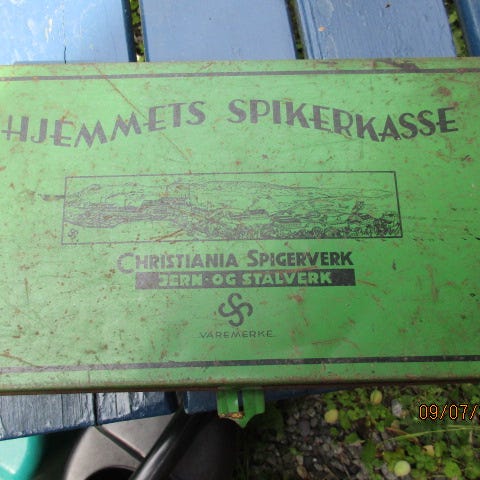 HJEMMETS SPIKERKASSE
CHRISTIANIA SPIGERVERK
JERN- OG STÅLVERK
VAREMERKE
09/07/